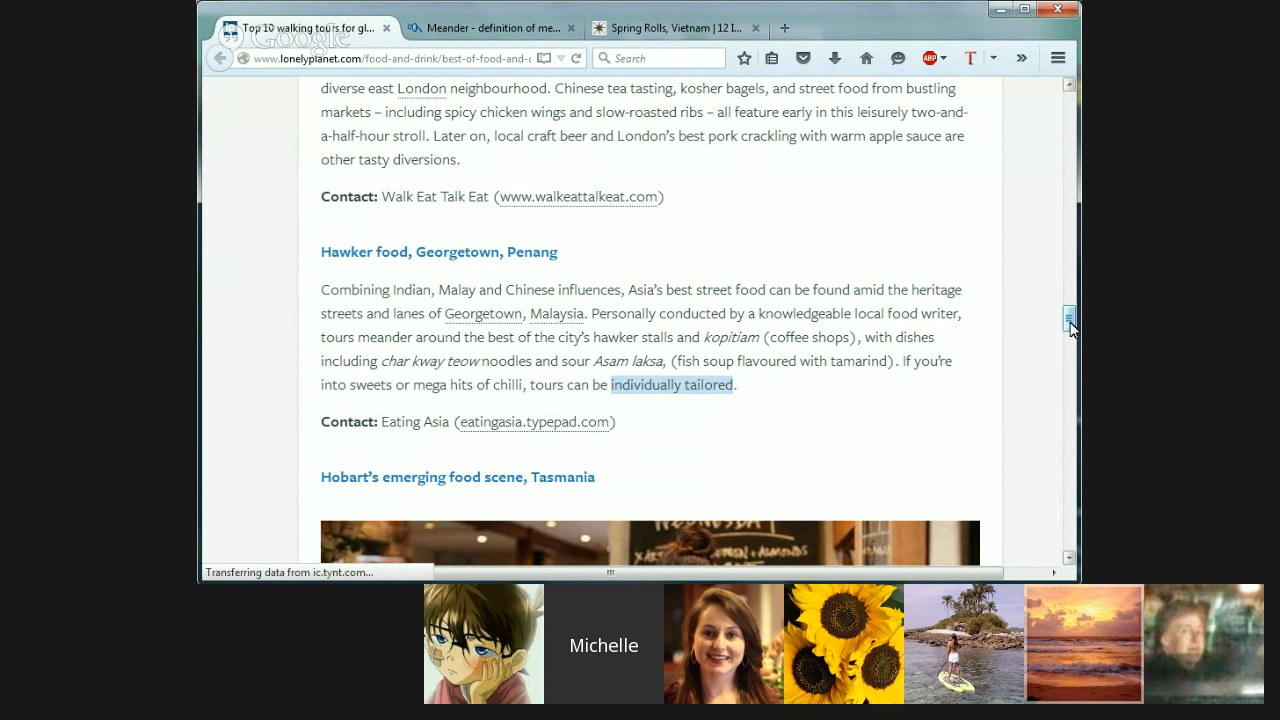 Top 10 walking tours for gl...
Meander - definition of me...
Spring Rolls, Vietnam | 12 I...
Google
www.lonelyplanet.com/food-and-drink/best-of-food-and-c
Search
ABP
T
diverse east London neighbourhood. Chinese tea tasting, kosher bagels, and street food from bustling
markets – including spicy chicken wings and slow-roasted ribs – all feature early in this leisurely two-and-
a-half-hour stroll. Later on, local craft beer and London's best pork crackling with warm apple sauce are
other tasty diversions.
Contact: Walk Eat Talk Eat (www.walkeattalkeat.com)
Hawker food, Georgetown, Penang
Combining Indian, Malay and Chinese influences, Asia's best street food can be found amid the heritage
streets and lanes of Georgetown, Malaysia. Personally conducted by a knowledgeable local food writer,
tours meander around the best of the city's hawker stalls and kopitiam (coffee shops), with dishes
including char kway teow noodles and sour Asam laksa, (fish soup flavoured with tamarind). If you're
into sweets or mega hits of chilli, tours can be individually tailored.
Contact: Eating Asia (eatingasia.typepad.com)
Hobart's emerging food scene, Tasmania
WEDNESDAY
Transferring data from ic.tynt.com...
Michelle